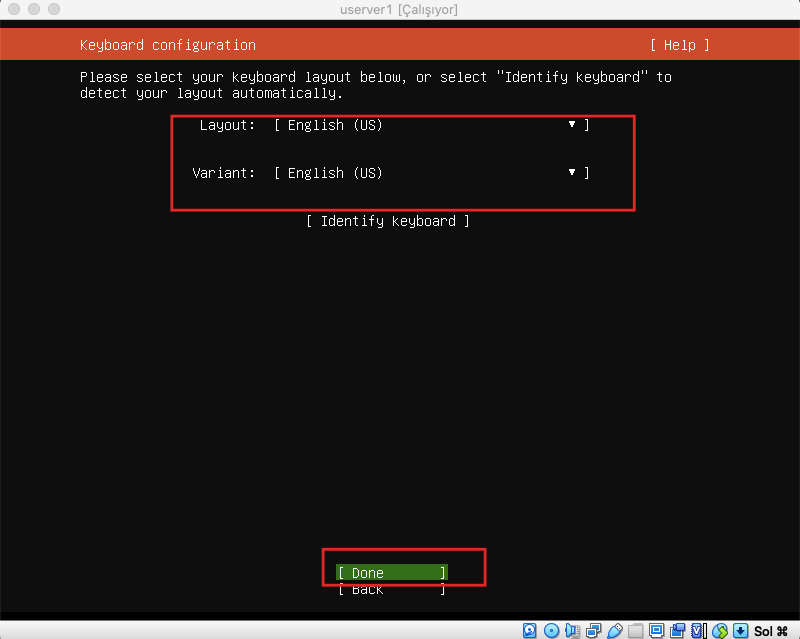 userver1 [Çalışıyor]
Keyboard configuration [ Help ]
Please select your keyboard layout below, or select "Identify keyboard" to
detect your layout automatically.
Layout: [ English (US) ▾ ]
Variant: [ English (US) ▾ ]
[ Identify keyboard ]
[ Done ]
[ Back ]
Sol ⌘